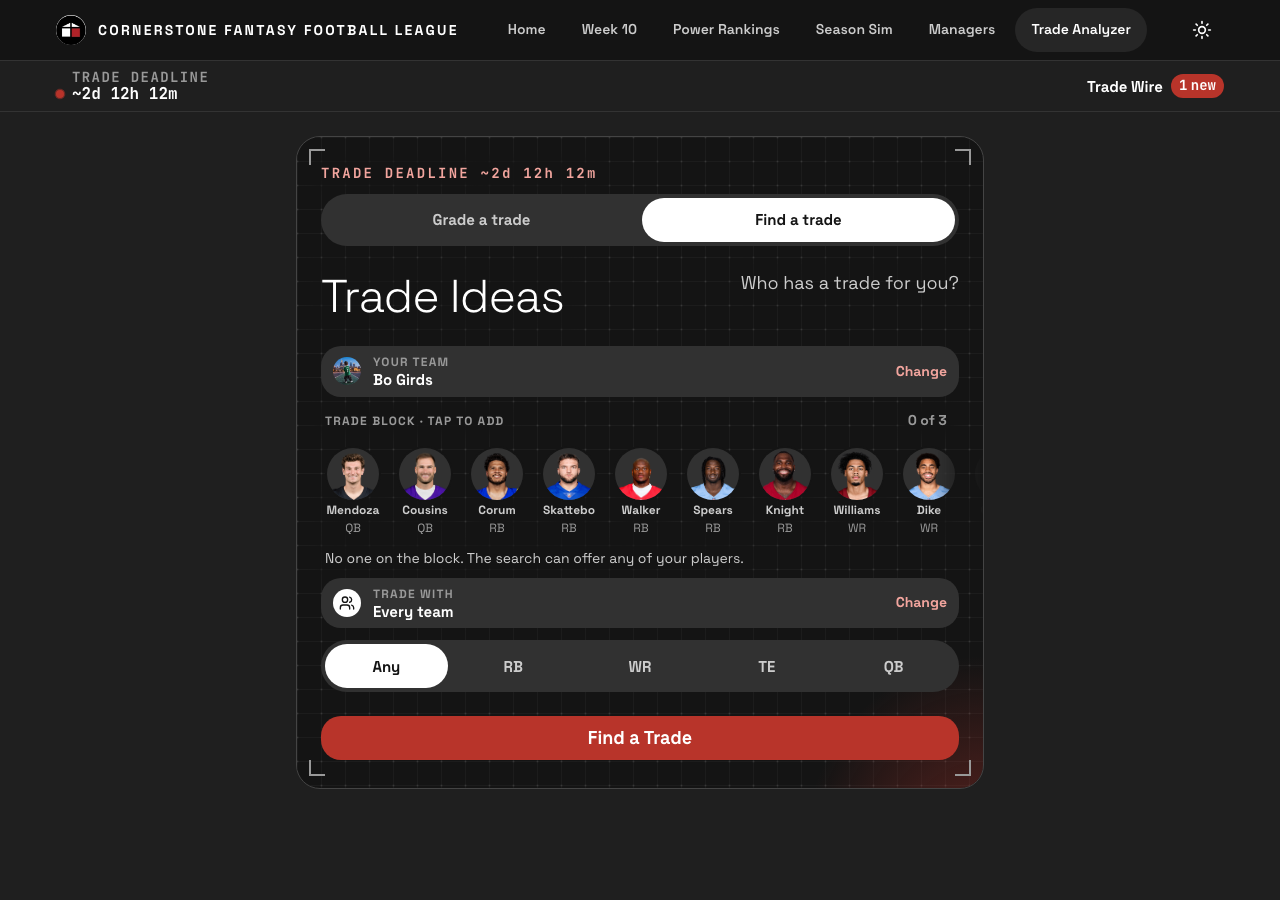 CORNERSTONE FANTASY FOOTBALL LEAGUE
Home
Week 10
Power Rankings
Season Sim
Managers
Trade Analyzer
TRADE DEADLINE
~2d 12h 12m
Trade Wire
1 new
TRADE DEADLINE ~2d 12h 12m
Grade a trade
Find a trade
Trade Ideas
Who has a trade for you?
YOUR TEAM
Bo Girds
Change
TRADE BLOCK · TAP TO ADD
0 of 3
Mendoza
QB
Cousins
QB
Corum
RB
Skattebo
RB
Walker
RB
Spears
RB
Knight
RB
Williams
WR
Dike
WR
No one on the block. The search can offer any of your players.
TRADE WITH
Every team
Change
Any
RB
WR
TE
QB
Find a Trade